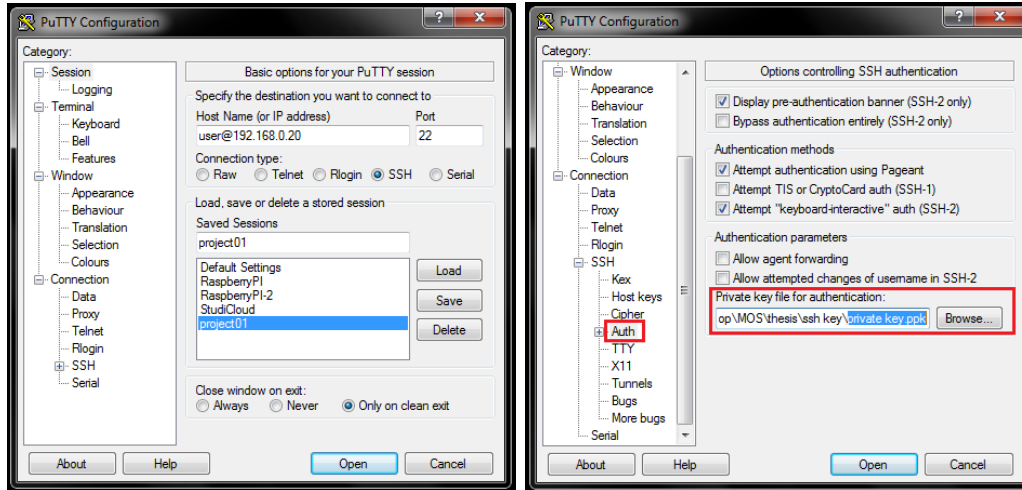 PuTTY Configuration
Category:
Session
Logging
Terminal
Keyboard
Bell
Features
Window
Appearance
Behaviour
Translation
Selection
Colours
Connection
Data
Proxy
Telnet
Rlogin
SSH
Serial
Basic options for your PuTTY session
Specify the destination you want to connect to
Host Name (or IP address) Port
user@192.168.0.20 22
Connection type:
Raw Telnet Rlogin SSH Serial
Load, save or delete a stored session
Saved Sessions
project01
Default Settings
RaspberryPI
RaspberryPI-2
StudiCloud
project01
Load
Save
Delete
Close window on exit:
Always Never Only on clean exit
About Help Open Cancel
PuTTY Configuration
Category:
Window
Appearance
Behaviour
Translation
Selection
Colours
Connection
Data
Proxy
Telnet
Rlogin
SSH
Kex
Host keys
Cipher
Auth
TTY
X11
Tunnels
Bugs
More bugs
Serial
Options controlling SSH authentication
Display pre-authentication banner (SSH-2 only)
Bypass authentication entirely (SSH-2 only)
Authentication methods
Attempt authentication using Pageant
Attempt TIS or CryptoCard auth (SSH-1)
Attempt "keyboard-interactive" auth (SSH-2)
Authentication parameters
Allow agent forwarding
Allow attempted changes of username in SSH-2
Private key file for authentication:
op\MOS\thesis\ssh key\private key.ppk Browse...
About Help Open Cancel